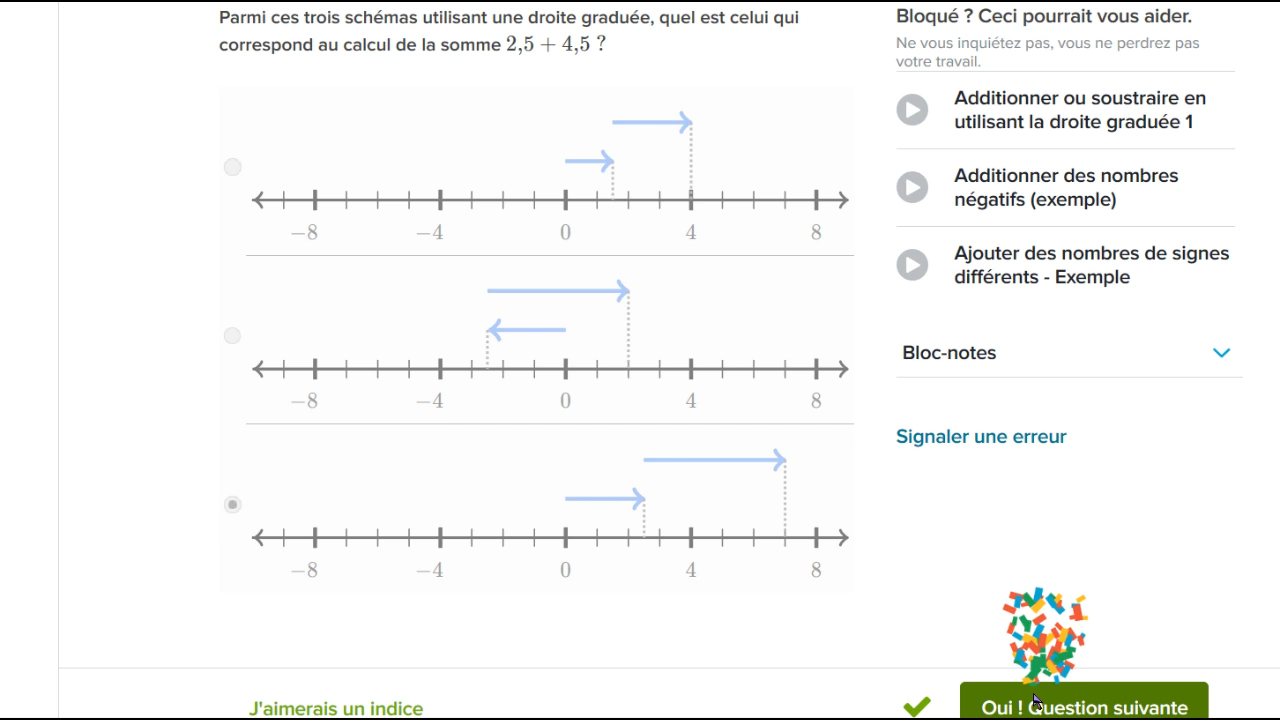 Parmi ces trois schémas utilisant une droite graduée, quel est celui qui
correspond au calcul de la somme 2,5 + 4,5 ?
−8 −4 0 4 8
−8 −4 0 4 8
−8 −4 0 4 8
J'aimerais un indice
Bloqué ? Ceci pourrait vous aider.
Ne vous inquiétez pas, vous ne perdrez pas
votre travail.
Additionner ou soustraire en
utilisant la droite graduée 1
Additionner des nombres
négatifs (exemple)
Ajouter des nombres de signes
différents - Exemple
Bloc-notes
Signaler une erreur
Oui ! Question suivante